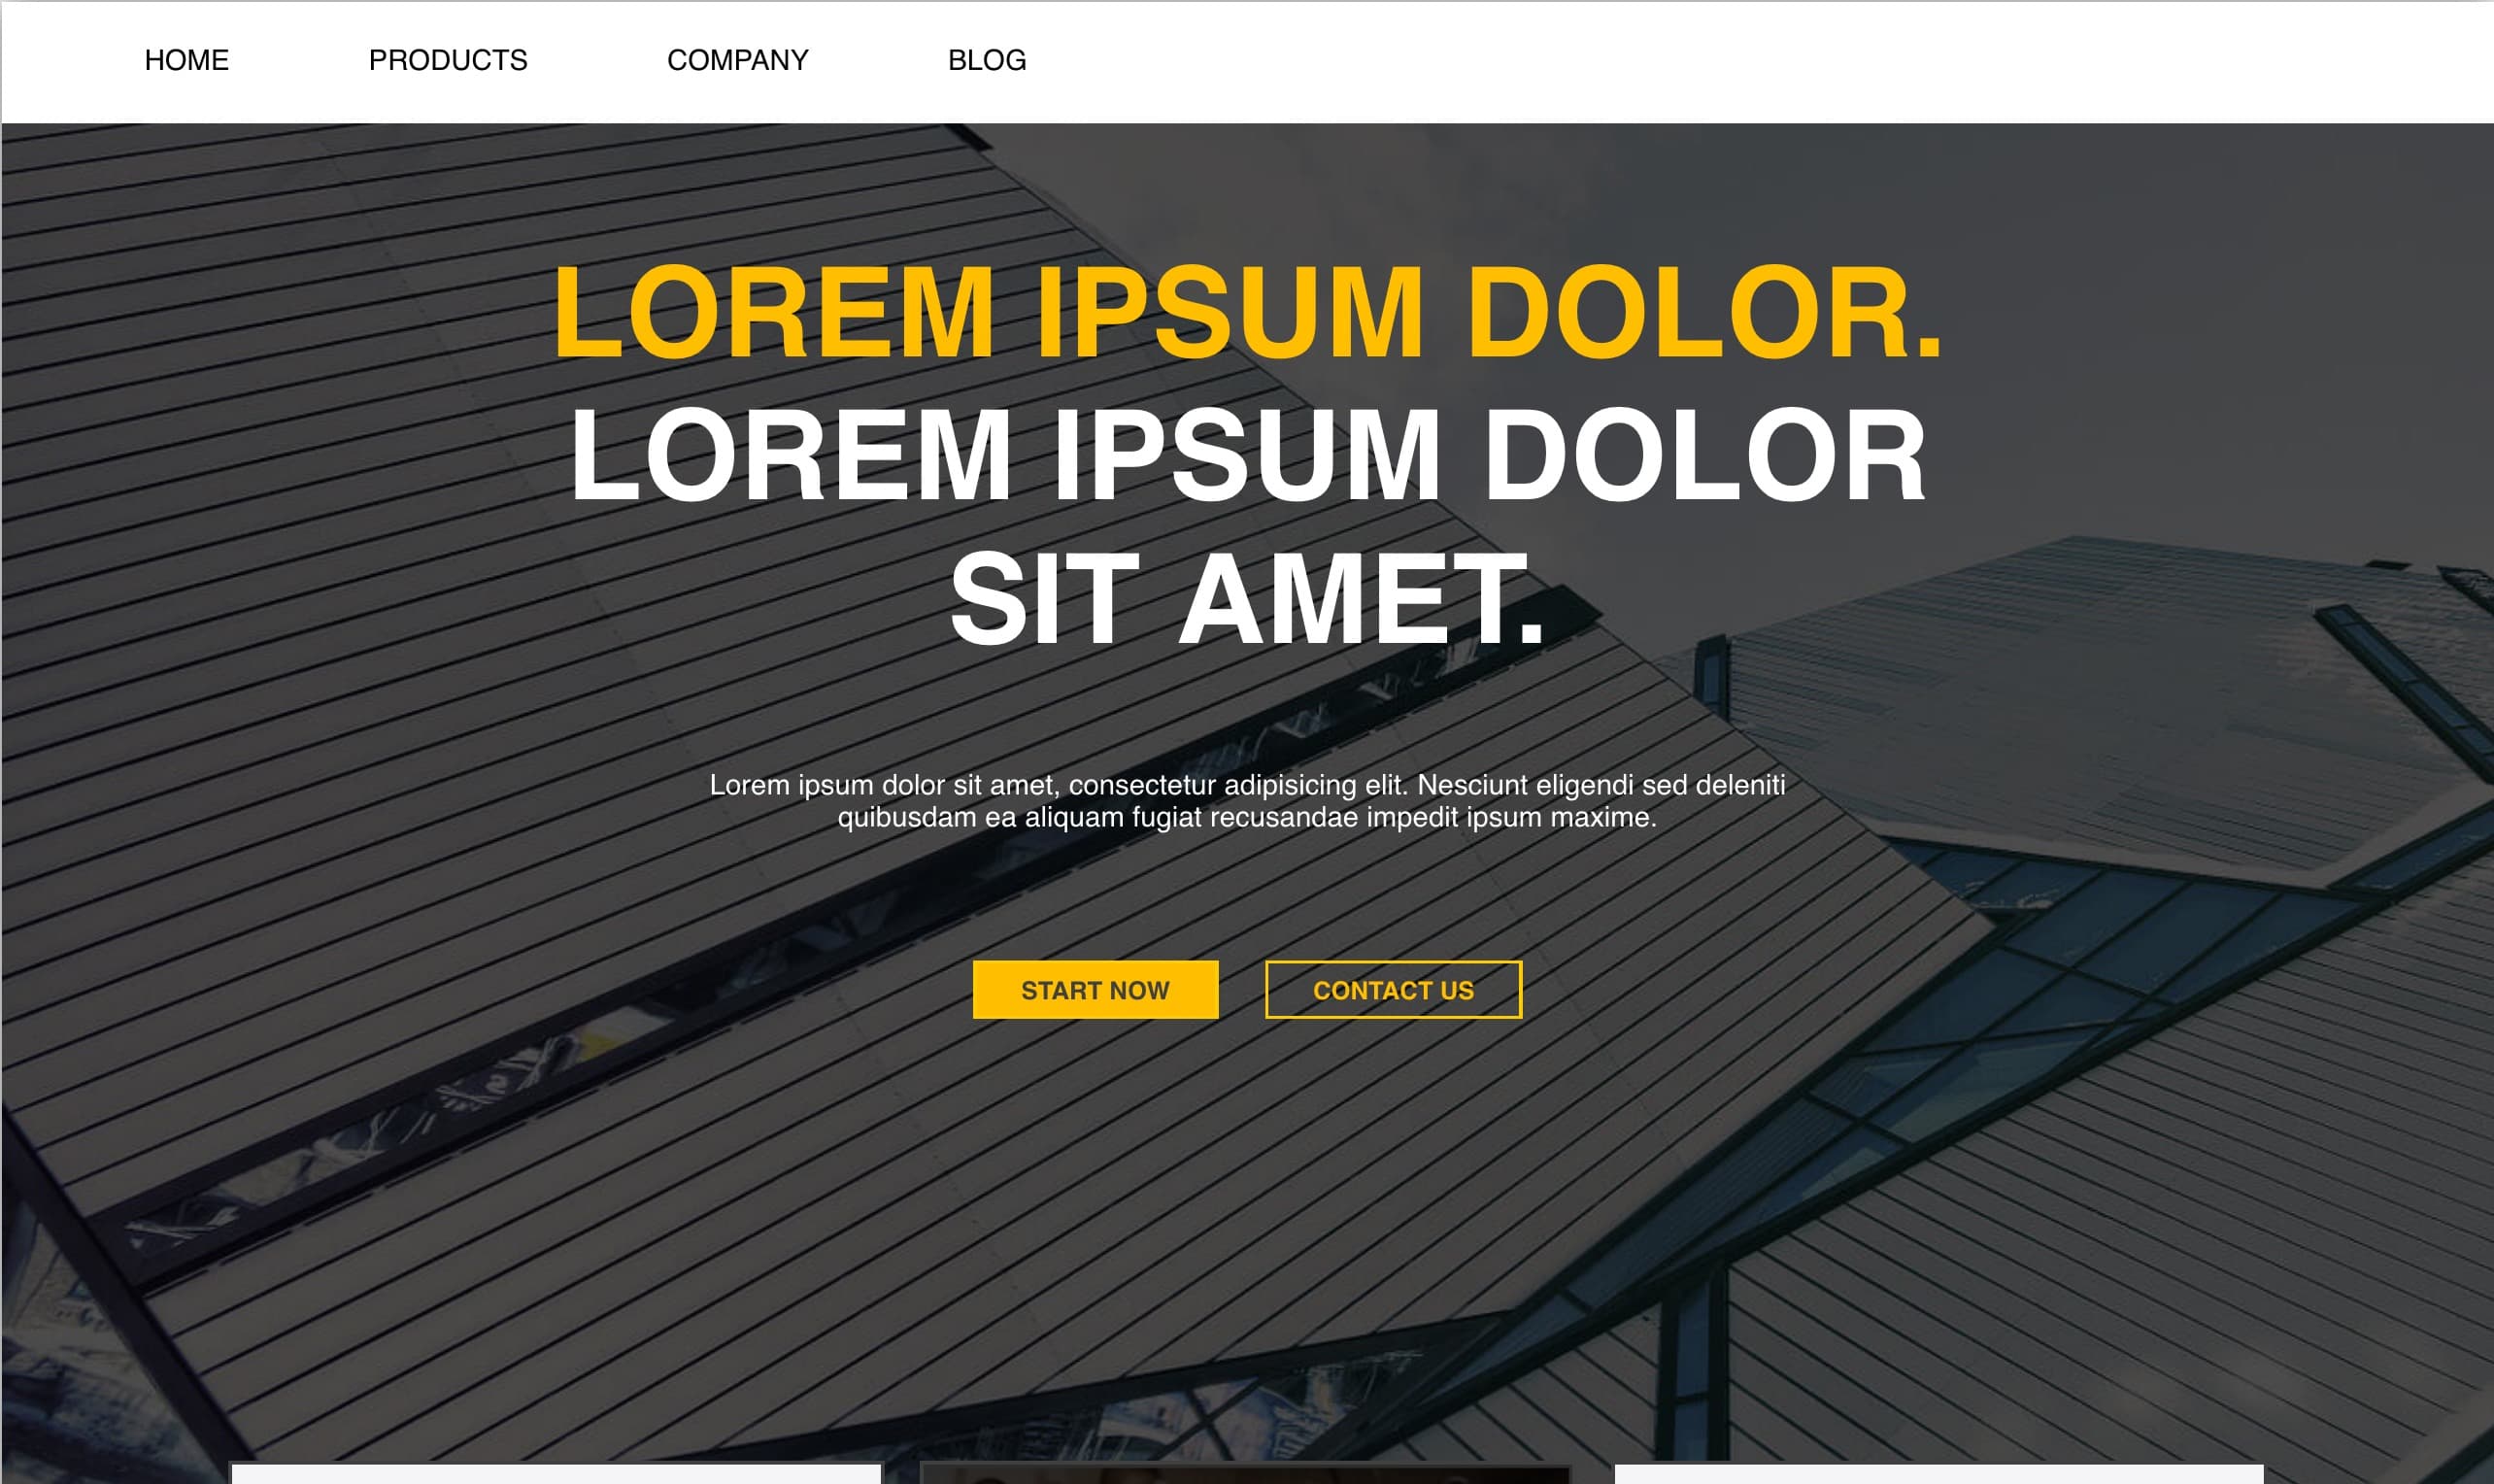 HOME PRODUCTS COMPANY BLOG
LOREM IPSUM DOLOR.
LOREM IPSUM DOLOR
SIT AMET.
Lorem ipsum dolor sit amet, consectetur adipisicing elit. Nesciunt eligendi sed deleniti
quibusdam ea aliquam fugiat recusandae impedit ipsum maxime.
START NOW CONTACT US